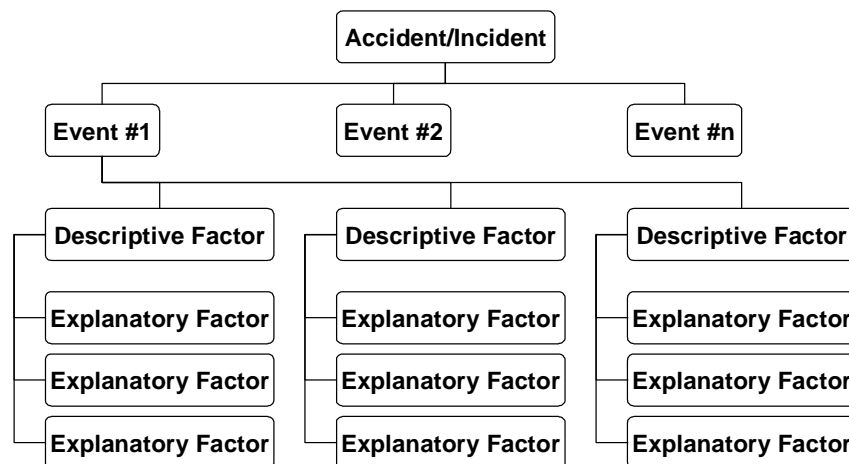 Accident/Incident
Event #1
Event #2
Event #n
Descriptive Factor
Descriptive Factor
Descriptive Factor
Explanatory Factor
Explanatory Factor
Explanatory Factor
Explanatory Factor
Explanatory Factor
Explanatory Factor
Explanatory Factor
Explanatory Factor
Explanatory Factor